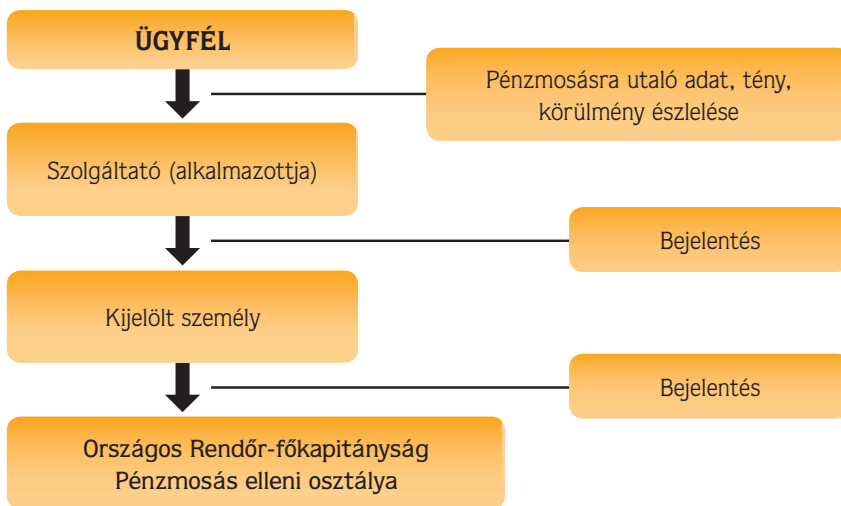 ÜGYFÉL
Pénzmosásra utaló adat, tény,
körülmény észlelése
Szolgáltató (alkalmazottja)
Bejelentés
Kijelölt személy
Bejelentés
Országos Rendőr-főkapitányság
Pénzmosás elleni osztálya